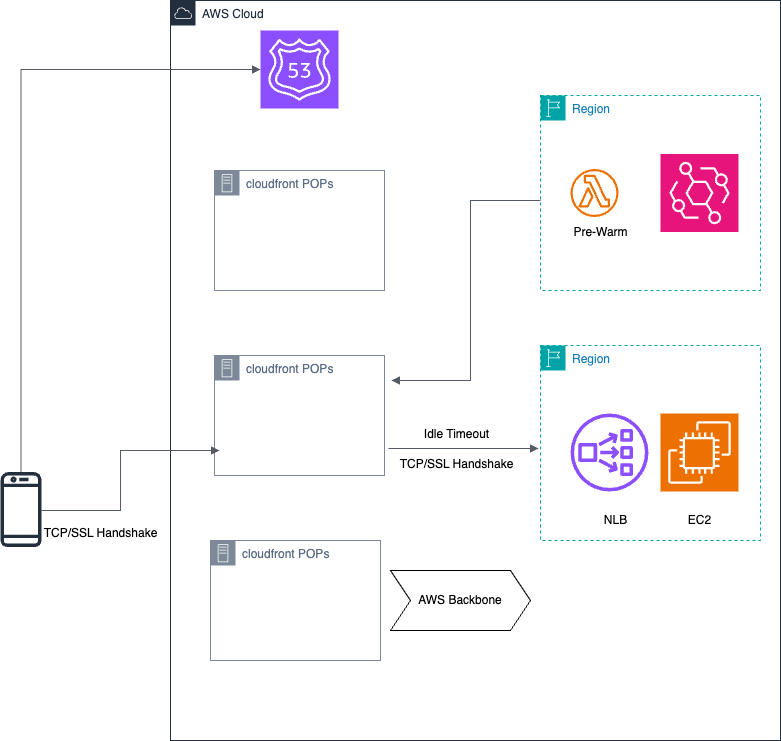 AWS Cloud
53
Region
cloudfront POPs
Pre-Warm
Region
cloudfront POPs
Idle Timeout
TCP/SSL Handshake
NLB
EC2
TCP/SSL Handshake
cloudfront POPs
AWS Backbone